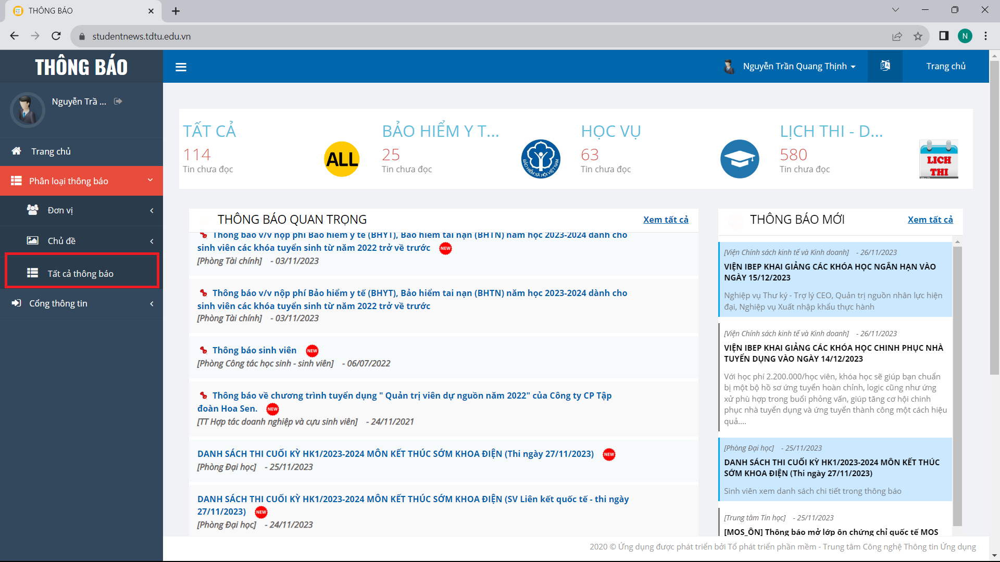 THÔNG BÁO
studentnews.tdtu.edu.vn
N
THÔNG BÁO
Nguyễn Trần Quang Thịnh
Trang chủ
Nguyễn Trầ ...
Trang chủ
Phân loại thông báo
Đơn vị
Chủ đề
Tất cả thông báo
Cổng thông tin
TẤT CẢ
114
Tin chưa đọc
ALL
BẢO HIỂM Y T...
25
Tin chưa đọc
BẢO HIỂM XÃ HỘI VIỆT NAM
HỌC VỤ
63
Tin chưa đọc
LỊCH THI - D...
580
Tin chưa đọc
LỊCH
THI
THÔNG BÁO QUAN TRỌNG
Xem tất cả
Thông báo v/v nộp phí Bảo hiểm y tế (BHYT), Bảo hiểm tai nạn (BHTN) năm học 2023-2024 dành cho
sinh viên các khóa tuyển sinh từ năm 2022 trở về trước NEW
[Phòng Tài chính] - 03/11/2023
Thông báo v/v nộp phí Bảo hiểm y tế (BHYT), Bảo hiểm tai nạn (BHTN) năm học 2023-2024 dành cho
sinh viên các khóa tuyển sinh từ năm 2022 trở về trước
[Phòng Tài chính] - 03/11/2023
Thông báo sinh viên NEW
[Phòng Công tác học sinh - sinh viên] - 06/07/2022
Thông báo về chương trình tuyển dụng " Quản trị viên dự nguồn năm 2022" của Công ty CP Tập
đoàn Hoa Sen. NEW
[TT Hợp tác doanh nghiệp và cựu sinh viên] - 24/11/2021
DANH SÁCH THI CUỐI KỲ HK1/2023-2024 MÔN KẾT THÚC SỚM KHOA ĐIỆN (Thi ngày 27/11/2023) NEW
[Phòng Đại học] - 25/11/2023
DANH SÁCH THI CUỐI KỲ HK1/2023-2024 MÔN KẾT THÚC SỚM KHOA ĐIỆN (SV Liên kết quốc tế - thi ngày
27/11/2023) NEW
[Phòng Đại học] - 24/11/2023
THÔNG BÁO MỚI
Xem tất cả
[Viện Chính sách kinh tế và Kinh doanh] - 26/11/2023
VIỆN IBEP KHAI GIẢNG CÁC KHÓA HỌC NGẮN HẠN VÀO
NGÀY 15/12/2023
Nghiệp vụ Thư ký - Trợ lý CEO, Quản trị nguồn nhân lực hiện
đại, Nghiệp vụ Xuất nhập khẩu thực hành
[Viện Chính sách kinh tế và Kinh doanh] - 26/11/2023
VIỆN IBEP KHAI GIẢNG CÁC KHÓA HỌC CHINH PHỤC NHÀ
TUYỂN DỤNG VÀO NGÀY 14/12/2023
Với học phí 2.200.000/học viên, khóa học sẽ giúp bạn chuẩn
bị một bộ hồ sơ ứng tuyển hoàn chỉnh, logic cũng như ứng
xử phù hợp trong buổi phỏng vấn, giúp tăng cơ hội chinh
phục nhà tuyển dụng và ứng tuyển thành công một cách hiệu
quả....
[Phòng Đại học] - 25/11/2023
DANH SÁCH THI CUỐI KỲ HK1/2023-2024 MÔN KẾT THÚC
SỚM KHOA ĐIỆN (Thi ngày 27/11/2023)
Sinh viên xem danh sách chi tiết trong thông báo
[Trung tâm Tin học] - 25/11/2023
[MOS_ÔN] Thông báo mở lớp ôn chứng chỉ quốc tế MOS
2020 © Ứng dụng được phát triển bởi Tổ phát triển phần mềm - Trung tâm Công nghệ Thông tin Ứng dụng